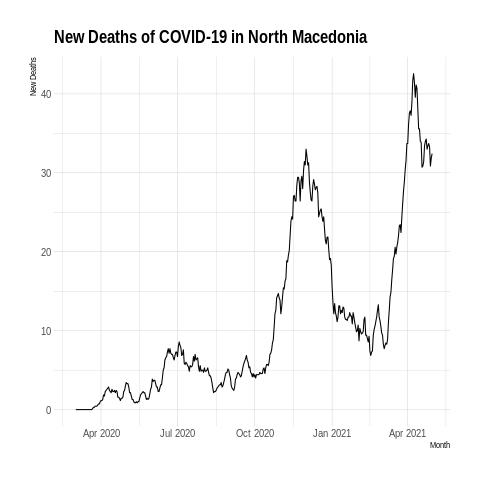 New Deaths of COVID-19 in North Macedonia
New Deaths
40
30
20
10
0
Apr 2020 Jul 2020 Oct 2020 Jan 2021 Apr 2021
Month